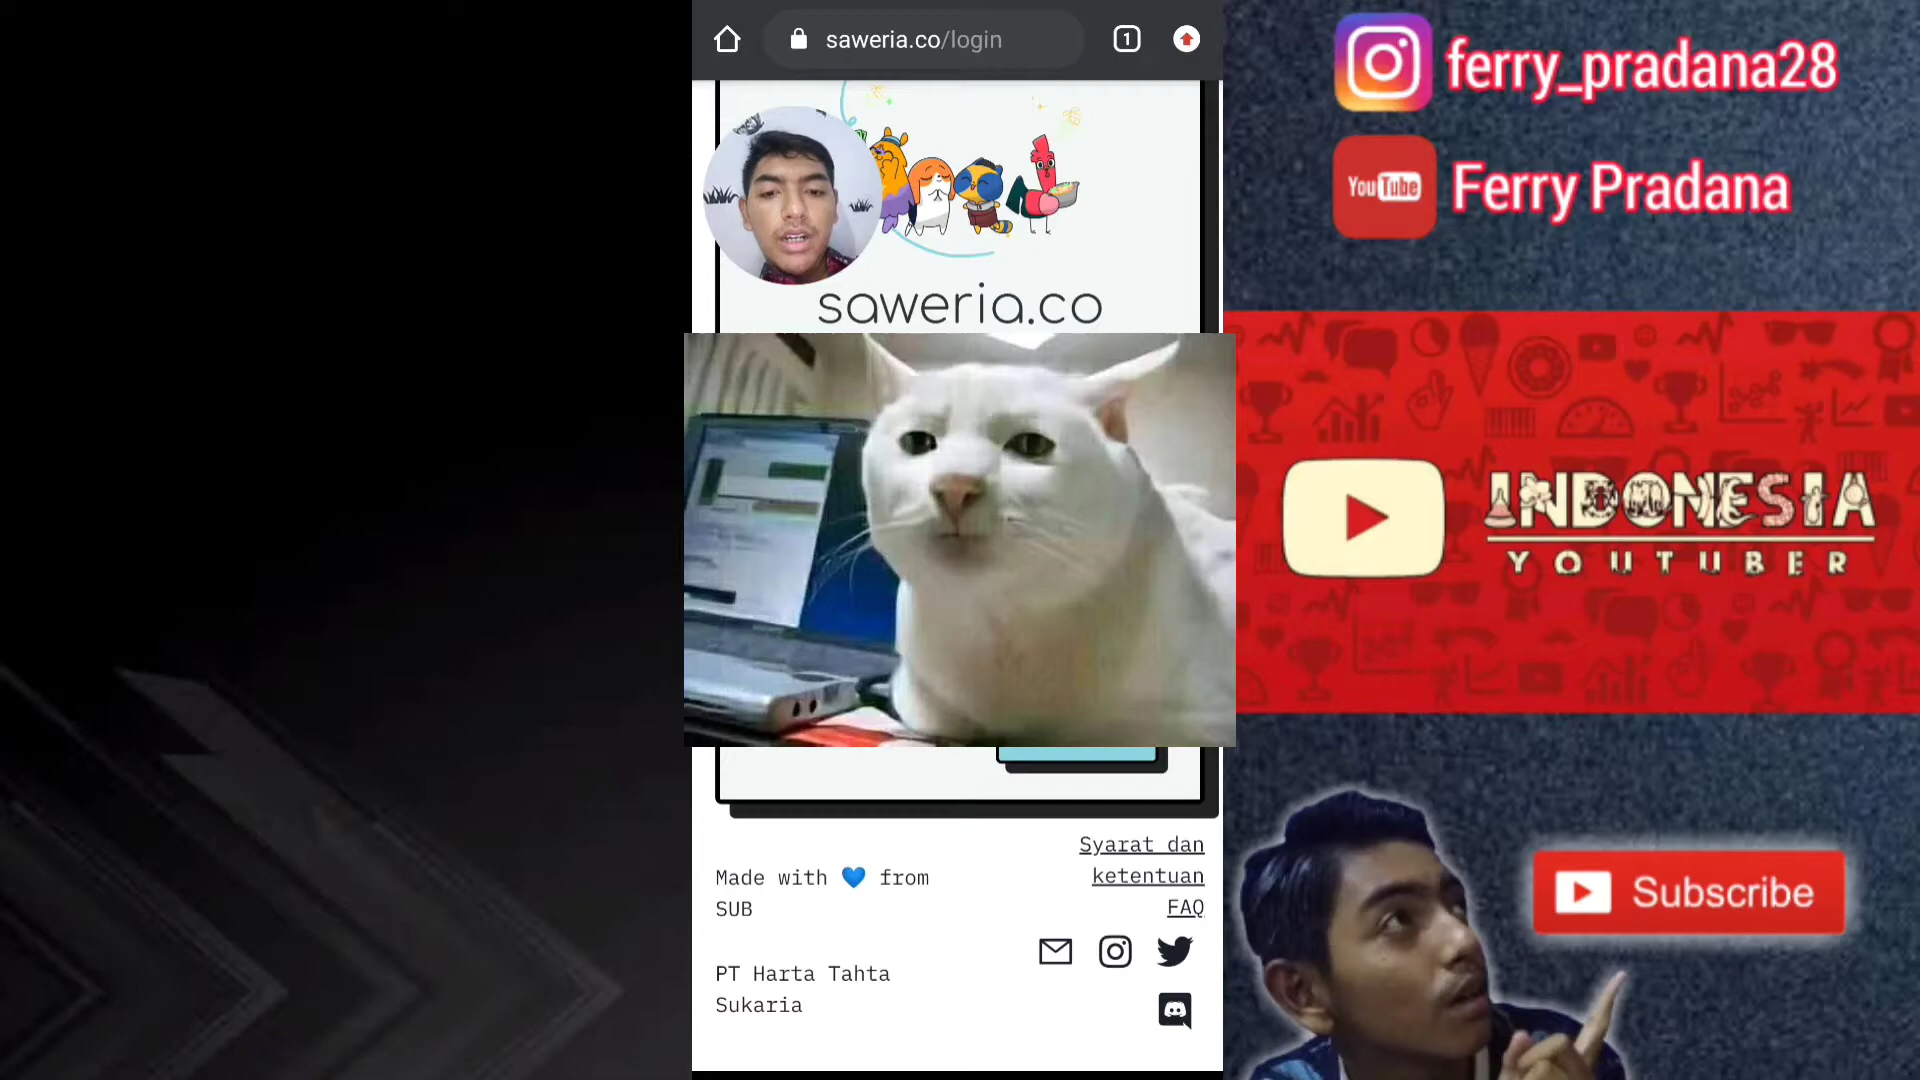 saweria.co/login
1
saweria.co
Syarat dan
ketentuan
FAQ
Made with 💙 from
SUB
PT Harta Tahta
Sukaria
ferry_pradana28
YouTube
Ferry Pradana
INDONESIA
YOUTUBER
Subscribe